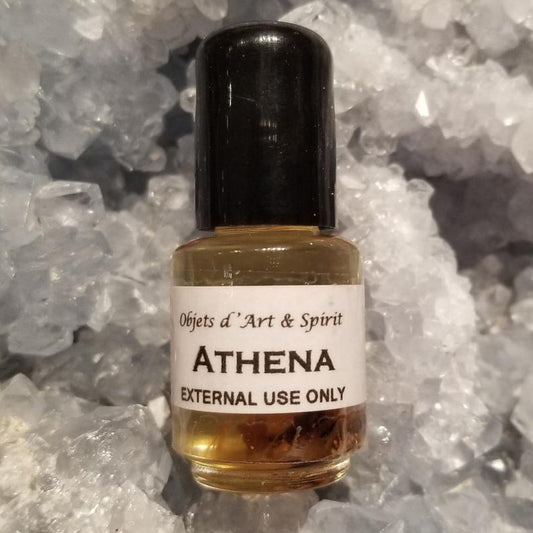 Objets d'Art & Spirit
ATHENA
EXTERNAL USE ONLY